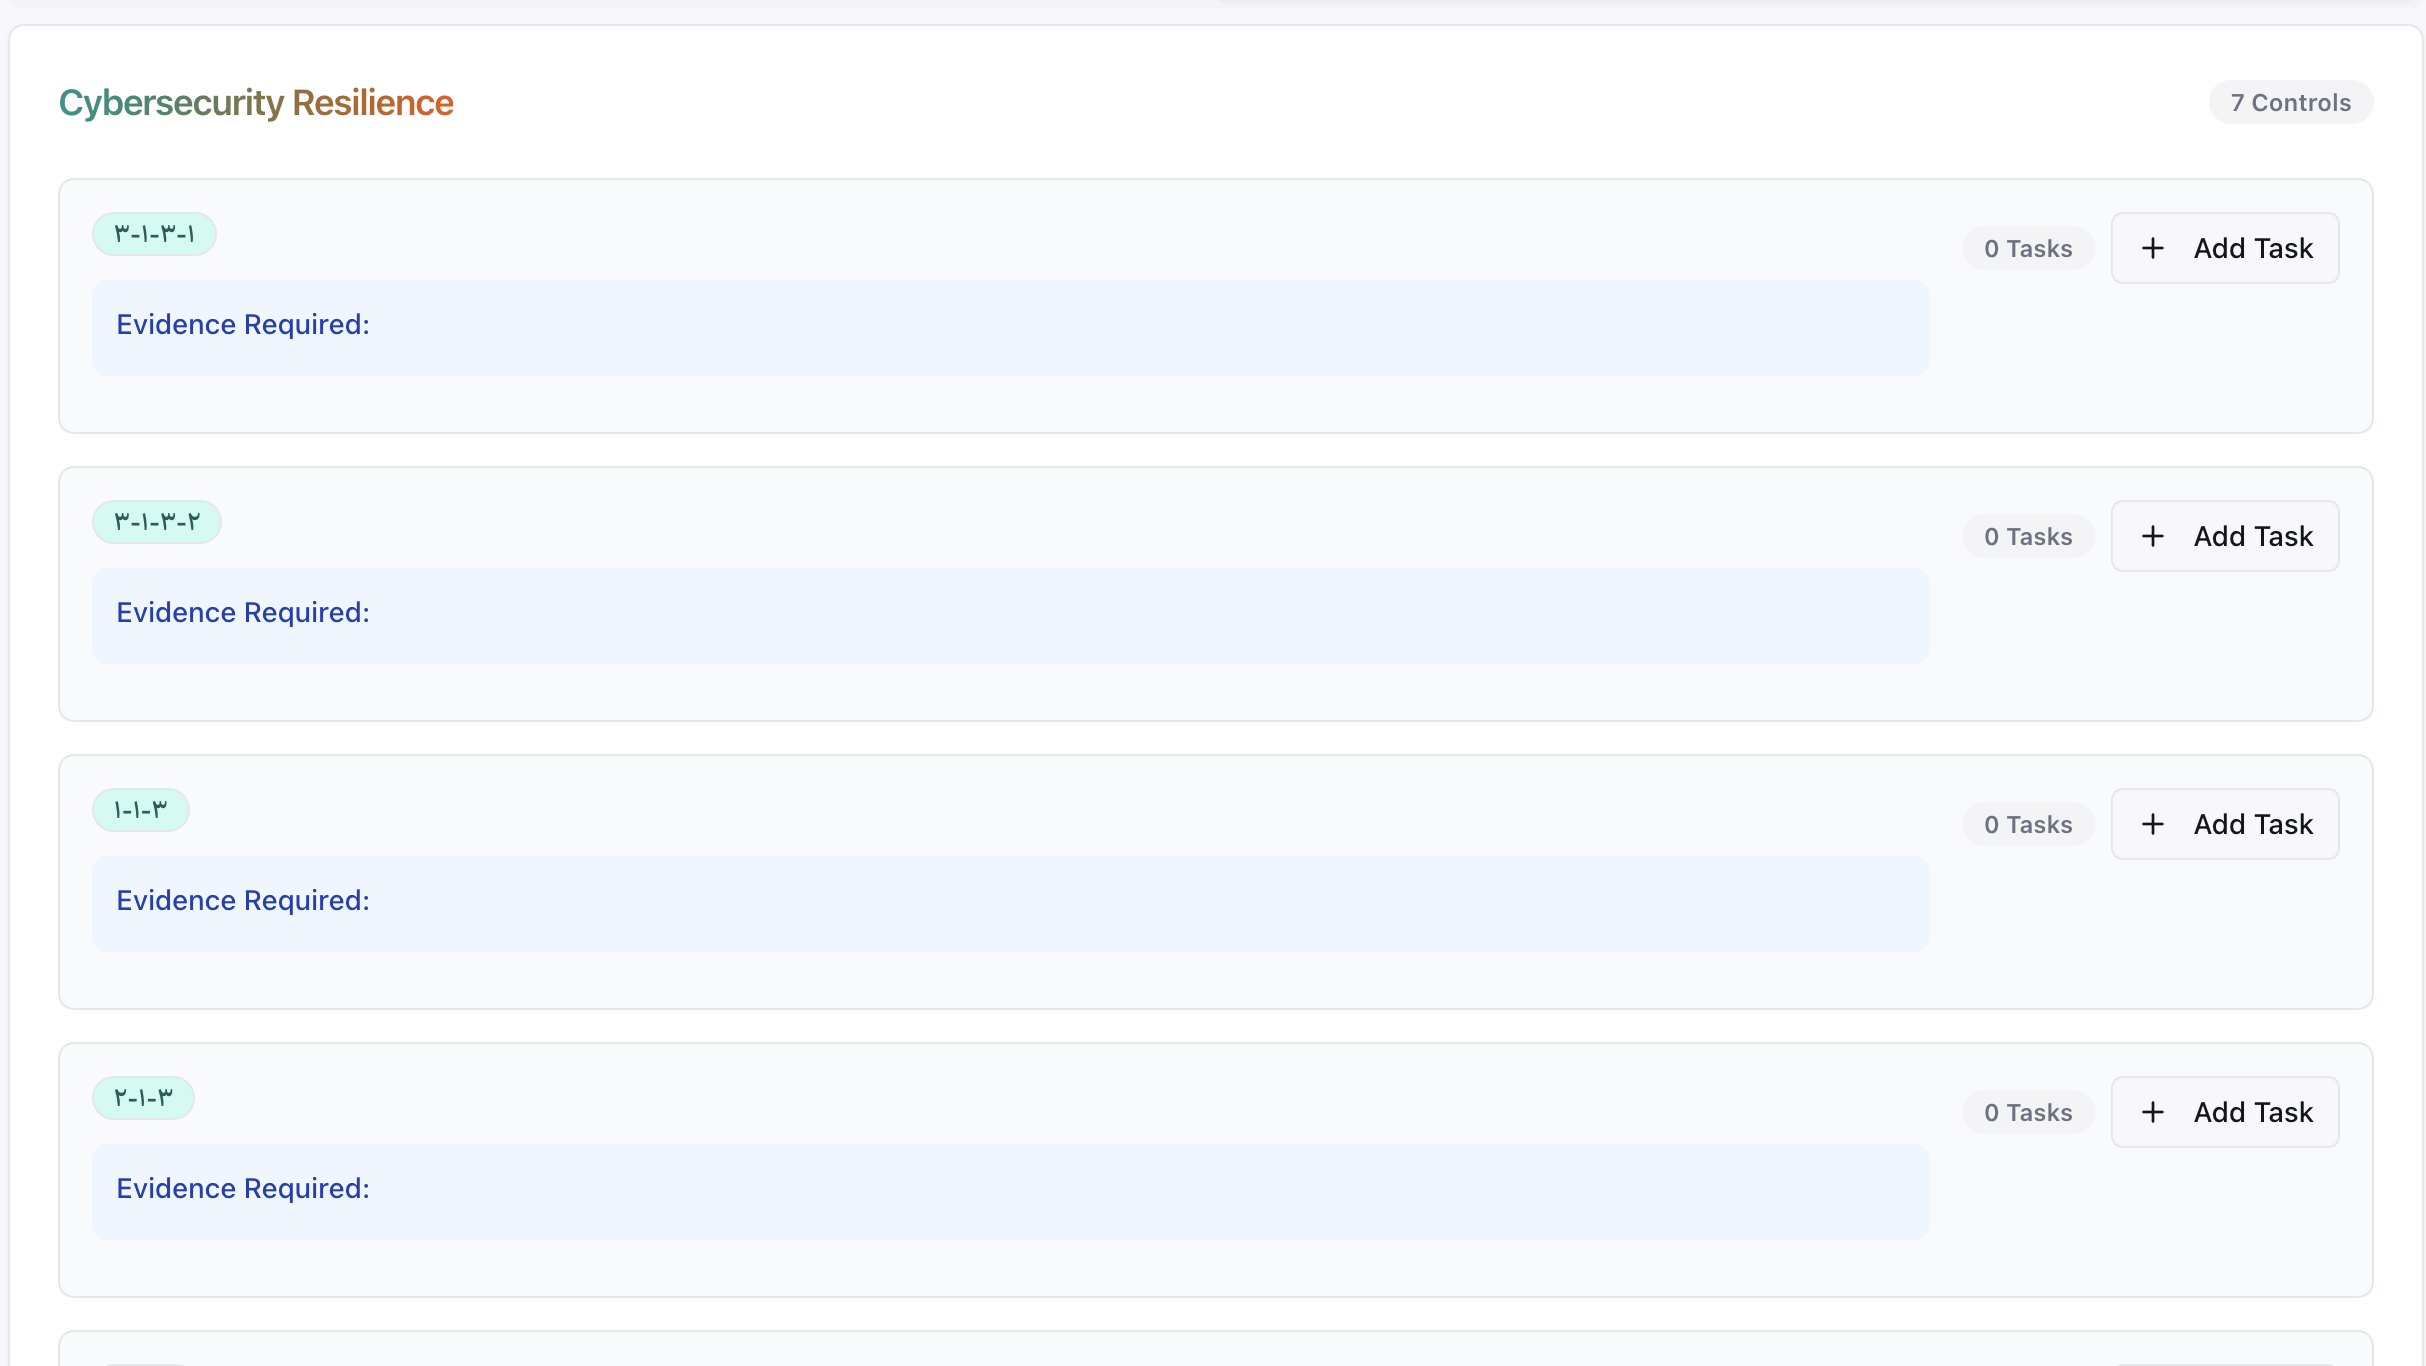 Cybersecurity Resilience
7 Controls
٣-١-٣-١
0 Tasks
+ Add Task
Evidence Required:
٣-١-٣-٢
0 Tasks
+ Add Task
Evidence Required:
١-١-٣
0 Tasks
+ Add Task
Evidence Required:
٢-١-٣
0 Tasks
+ Add Task
Evidence Required: